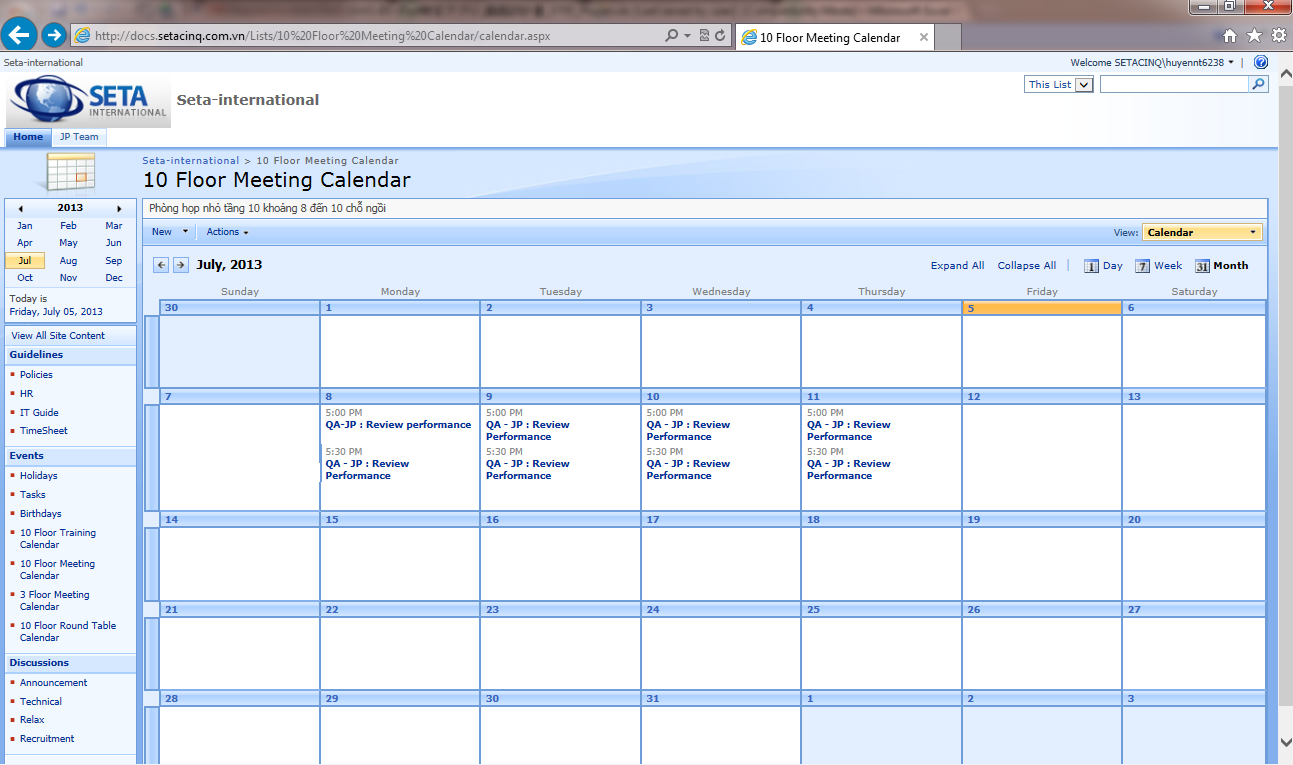 http://docs.setacinq.com.vn/Lists/10%20Floor%20Meeting%20Calendar/calendar.aspx
10 Floor Meeting Calendar
Seta-international
Welcome SETACINQ\huyennt6238
SETA
INTERNATIONAL
Seta-international
This List
Home
JP Team
Seta-international > 10 Floor Meeting Calendar
10 Floor Meeting Calendar
2013
Jan Feb Mar
Apr May Jun
Jul Aug Sep
Oct Nov Dec
Today is
Friday, July 05, 2013
View All Site Content
Guidelines
Policies
HR
IT Guide
TimeSheet
Events
Holidays
Tasks
Birthdays
10 Floor Training
Calendar
10 Floor Meeting
Calendar
3 Floor Meeting
Calendar
10 Floor Round Table
Calendar
Discussions
Announcement
Technical
Relax
Recruitment
Phòng họp nhỏ tầng 10 khoảng 8 đến 10 chỗ ngồi
New Actions
View: Calendar
July, 2013
Expand All Collapse All | 1 Day 7 Week 31 Month
Sunday Monday Tuesday Wednesday Thursday Friday Saturday
30 1 2 3 4 5 6
7 8 9 10 11 12 13
5:00 PM
QA-JP : Review performance
5:30 PM
QA - JP : Review
Performance
5:00 PM
QA - JP : Review
Performance
5:30 PM
QA - JP : Review
Performance
5:00 PM
QA - JP : Review
Performance
5:30 PM
QA - JP : Review
Performance
5:00 PM
QA - JP : Review
Performance
5:30 PM
QA - JP : Review
Performance
14 15 16 17 18 19 20
21 22 23 24 25 26 27
28 29 30 31 1 2 3